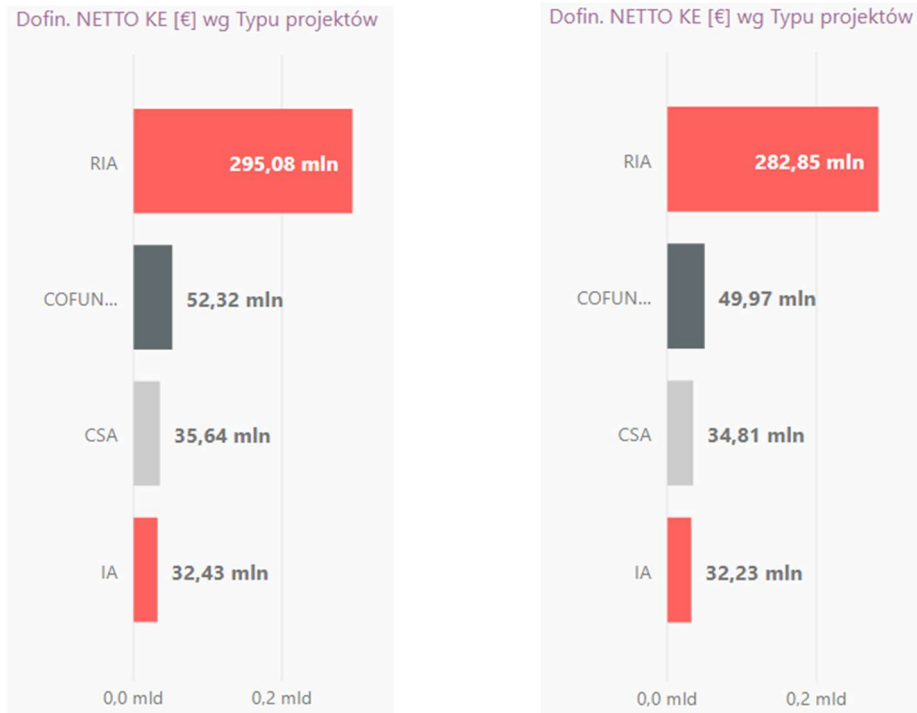 Dofin. NETTO KE [€] wg Typu projektów
RIA
295,08 mln
COFUN...
52,32 mln
CSA
35,64 mln
IA
32,43 mln
0,0 mld
0,2 mld
Dofin. NETTO KE [€] wg Typu projektów
RIA
282,85 mln
COFUN...
49,97 mln
CSA
34,81 mln
IA
32,23 mln
0,0 mld
0,2 mld